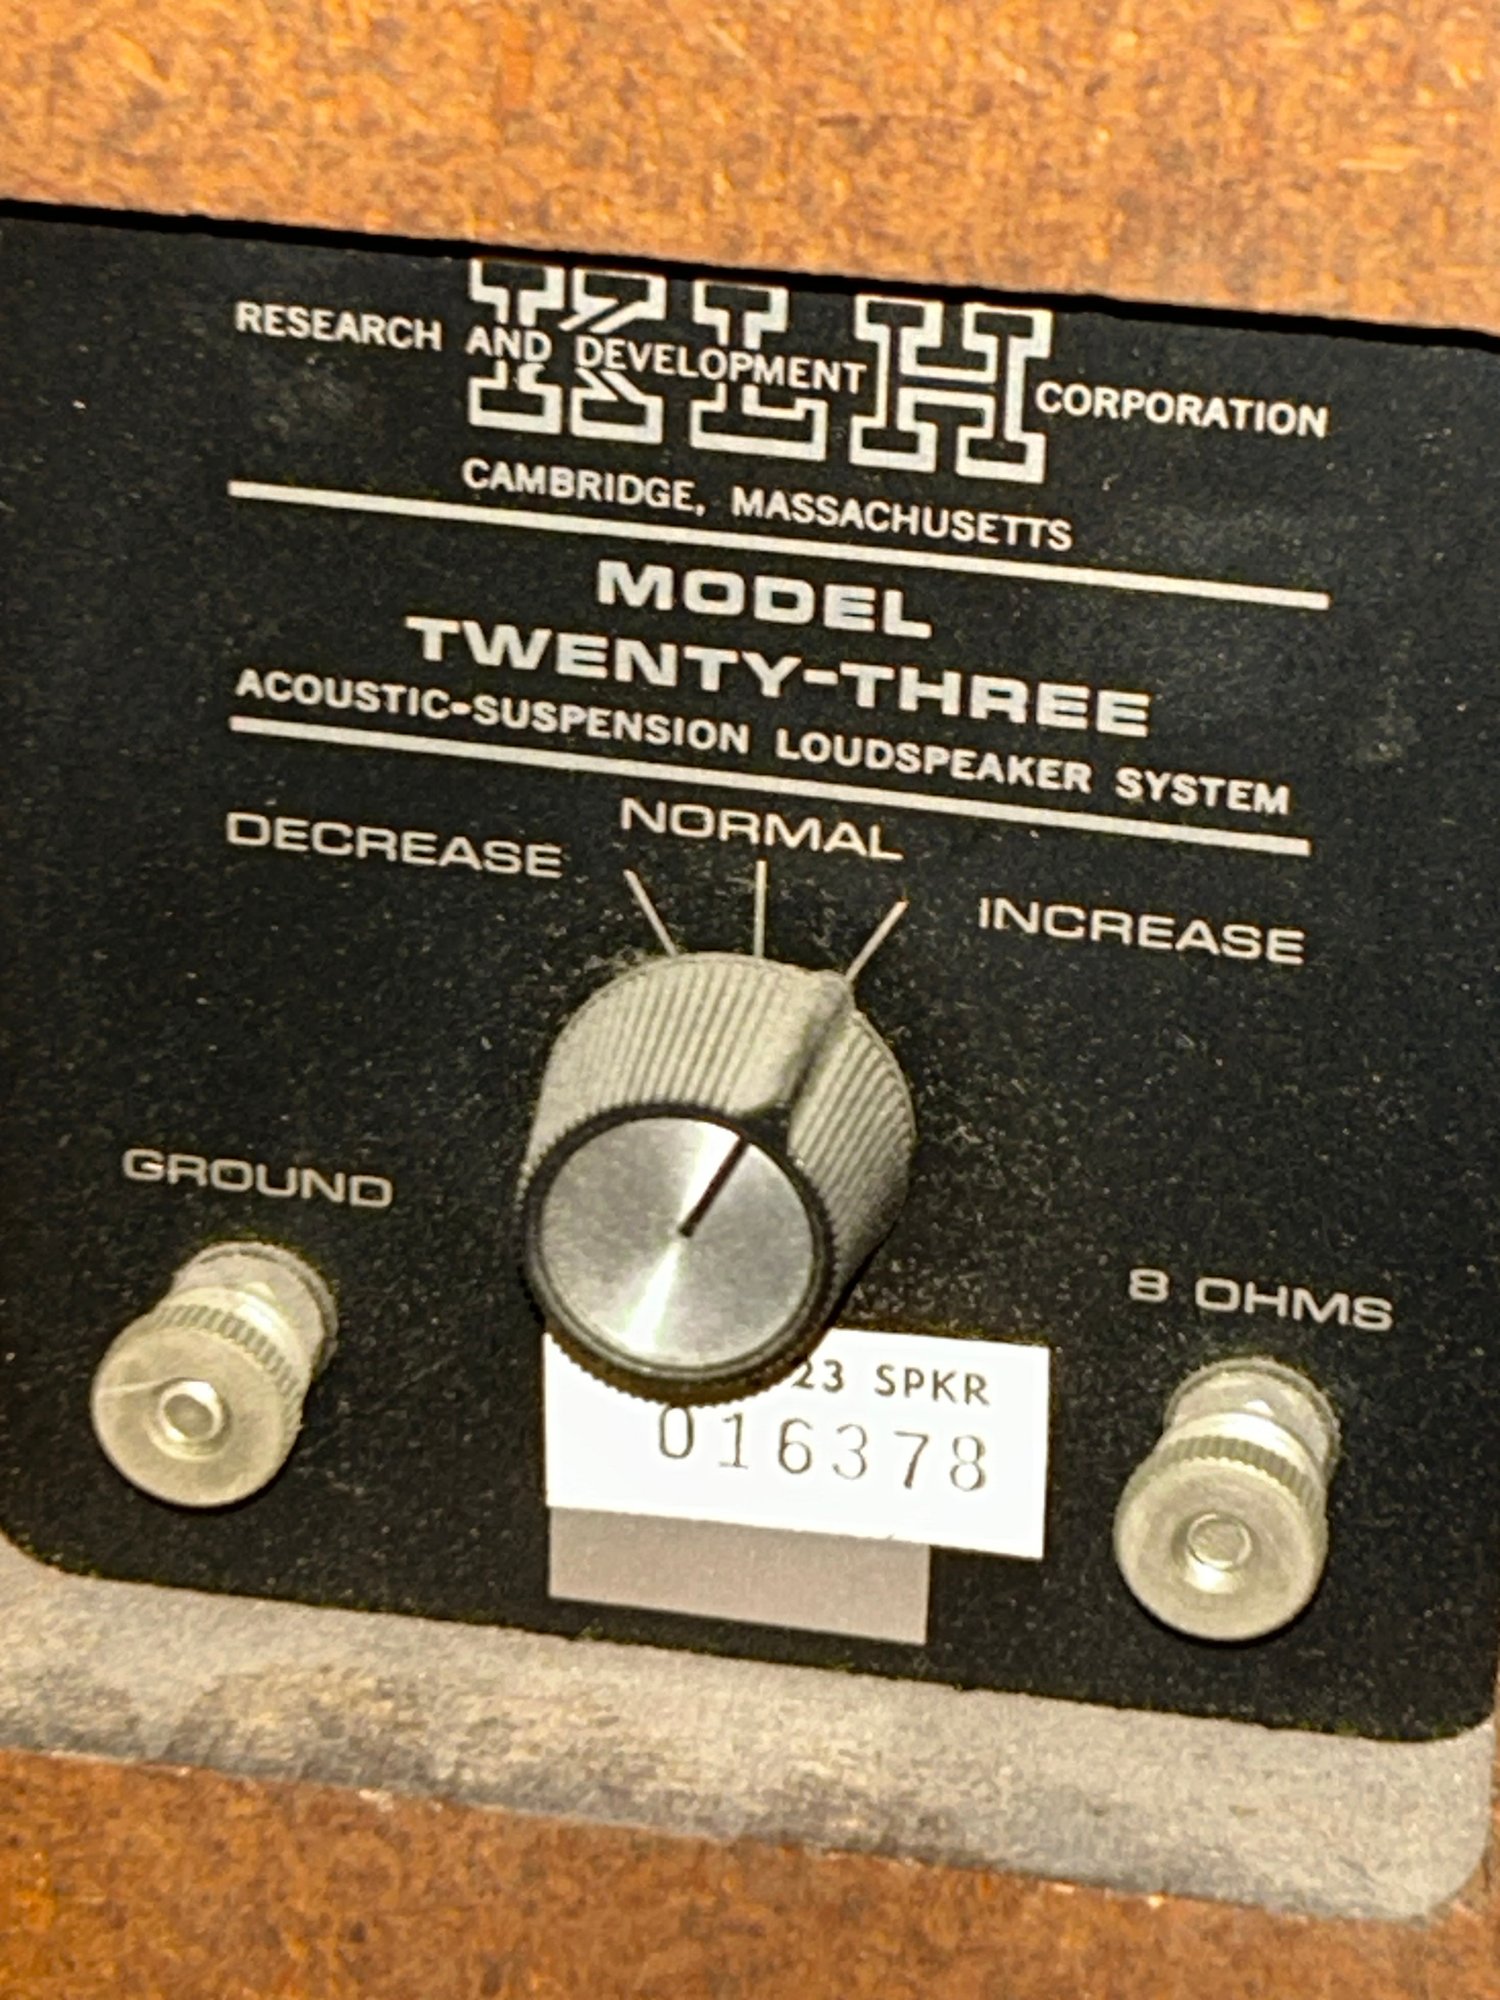 KLH
RESEARCH AND DEVELOPMENT CORPORATION
CAMBRIDGE, MASSACHUSETTS
MODEL
TWENTY-THREE
ACOUSTIC-SUSPENSION LOUDSPEAKER SYSTEM
DECREASE NORMAL INCREASE
GROUND
8 OHMS
23 SPKR
016378